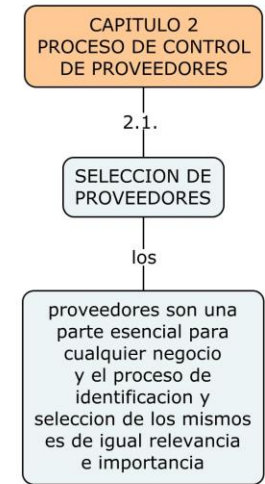 CAPITULO 2
PROCESO DE CONTROL
DE PROVEEDORES
2.1.
SELECCION DE
PROVEEDORES
los
proveedores son una
parte esencial para
cualquier negocio
y el proceso de
identificacion y
seleccion de los mismos
es de igual relevancia
e importancia